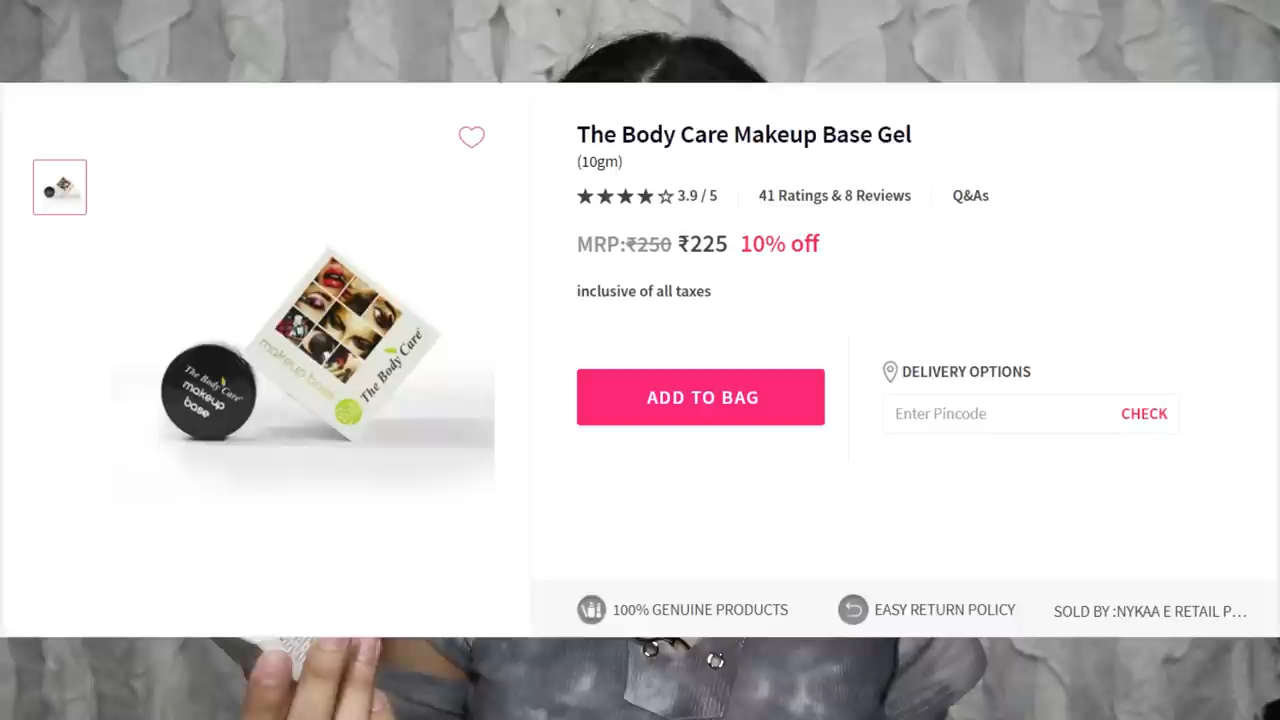 The Body Care Makeup Base Gel
(10gm)
3.9 / 5
41 Ratings & 8 Reviews
Q&As
MRP:₹250 ₹225 10% off
inclusive of all taxes
The Body Care
makeup
base
makeup base
The Body Care
ADD TO BAG
DELIVERY OPTIONS
Enter Pincode
CHECK
100% GENUINE PRODUCTS
EASY RETURN POLICY
SOLD BY :NYKAA E RETAIL P...